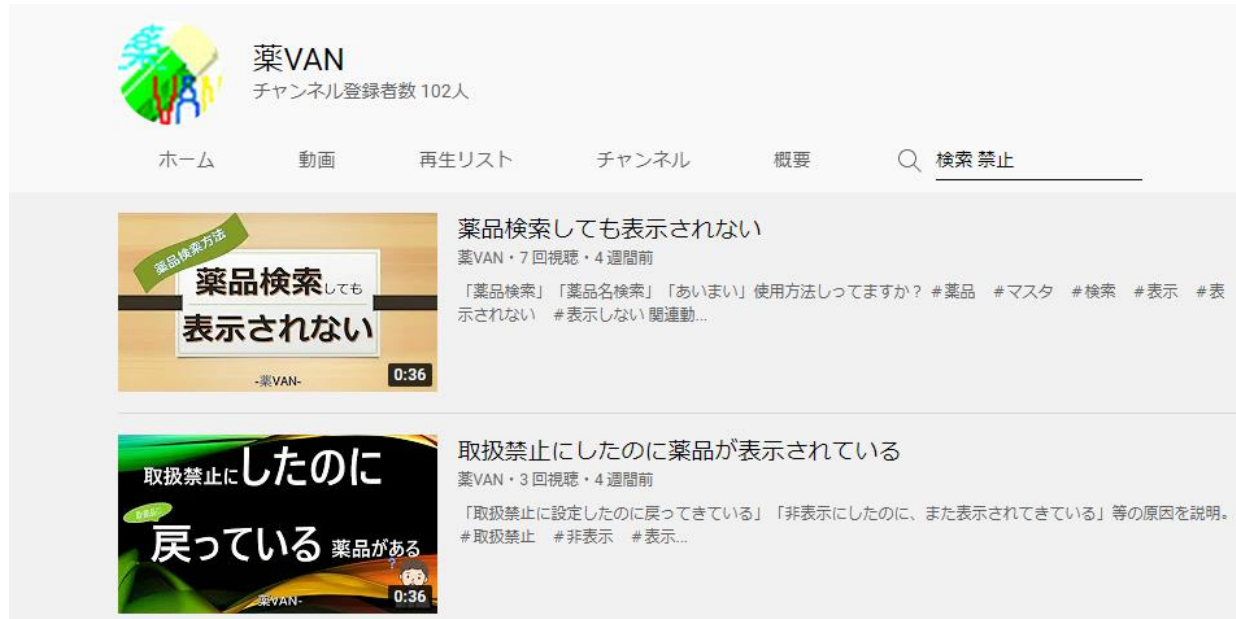 薬VAN
薬VAN
チャンネル登録者数 102人
ホーム 動画 再生リスト チャンネル 概要 検索 禁止
薬品検索方法
薬品検索しても
表示されない
-薬VAN-
0:36
薬品検索しても表示されない
薬VAN・7 回視聴・4 週間前
「薬品検索」「薬品名検索」「あいまい」使用方法しってますか? #薬品 #マスタ #検索 #表示 #表
示されない #表示しない 関連動...
取扱禁止にしたのに
戻っている 薬品がある
?
-薬VAN-
0:36
取扱禁止にしたのに薬品が表示されている
薬VAN・3 回視聴・4 週間前
「取扱禁止に設定したのに戻ってきている」「非表示にしたのに、また表示されてきている」等の原因を説明。
#取扱禁止 #非表示 #表示...